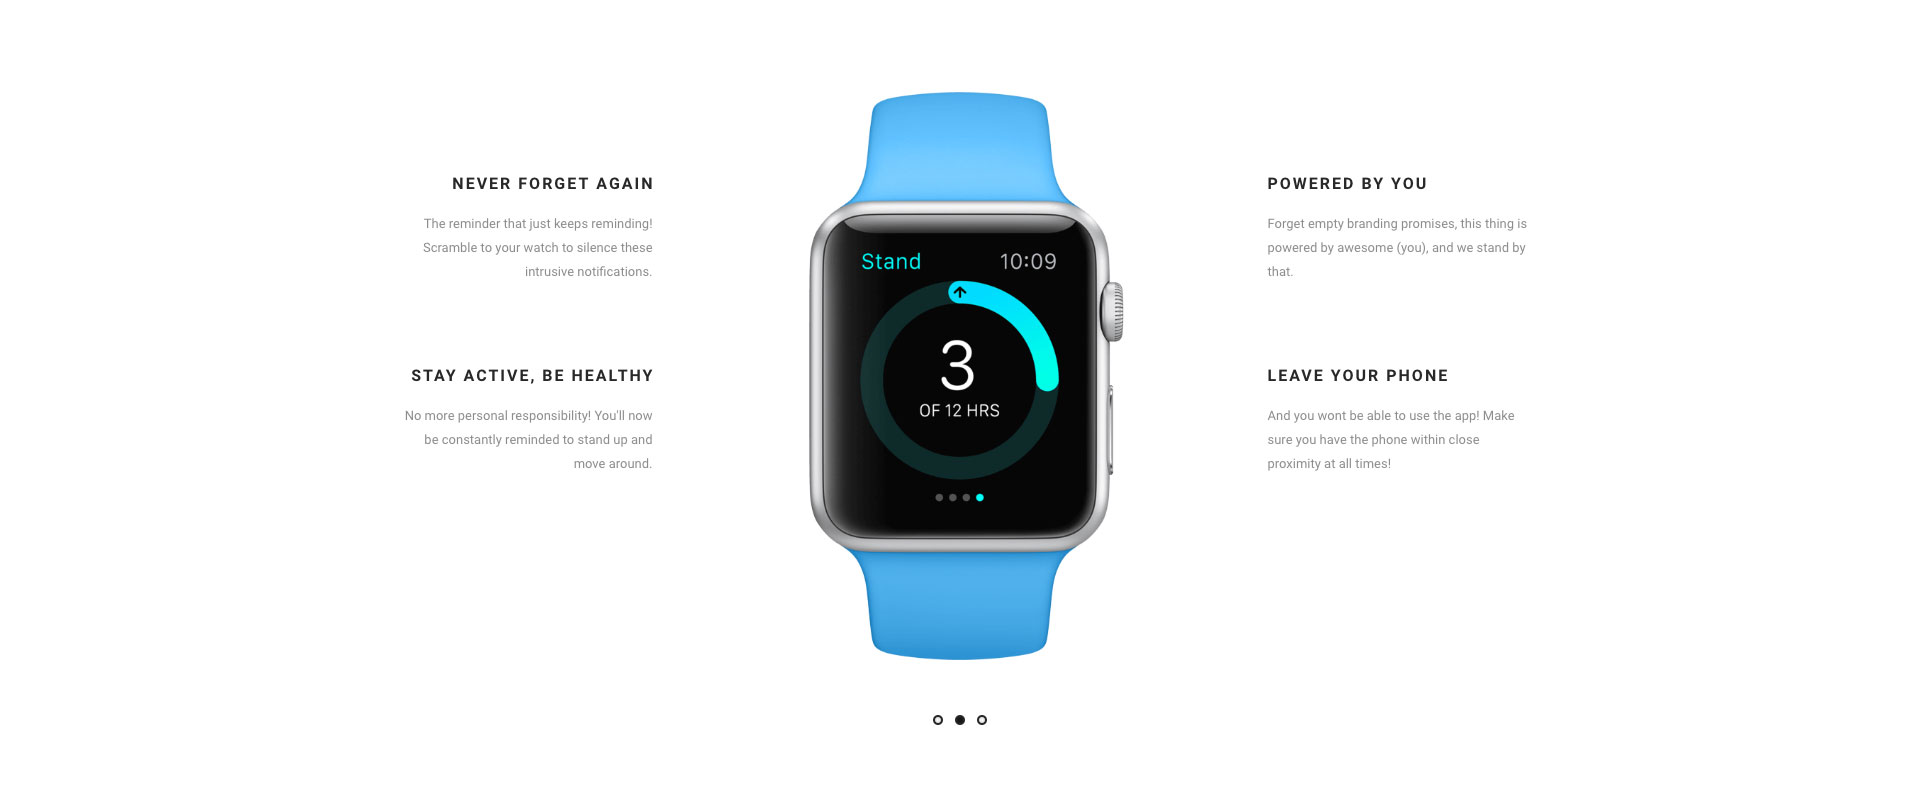 NEVER FORGET AGAIN
The reminder that just keeps reminding!
Scramble to your watch to silence these
intrusive notifications.
STAY ACTIVE, BE HEALTHY
No more personal responsibility! You'll now
be constantly reminded to stand up and
move around.
Stand 10:09
3
OF 12 HRS
POWERED BY YOU
Forget empty branding promises, this thing is
powered by awesome (you), and we stand by
that.
LEAVE YOUR PHONE
And you wont be able to use the app! Make
sure you have the phone within close
proximity at all times!